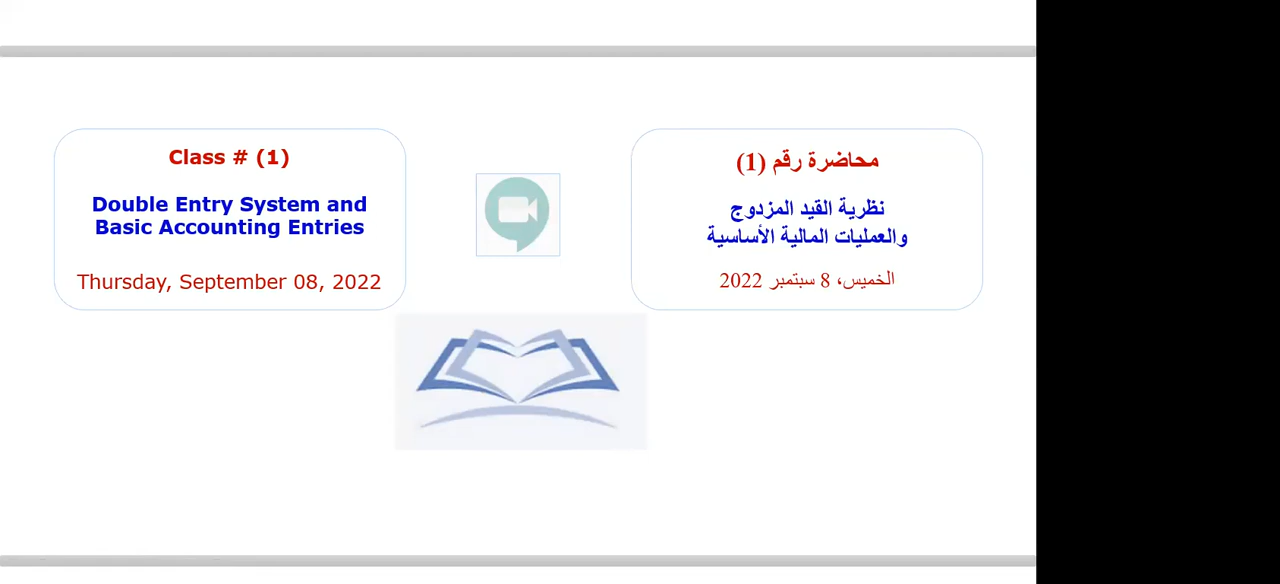 Class # (1)
Double Entry System and
Basic Accounting Entries
Thursday, September 08, 2022
محاضرة رقم (1)
نظرية القيد المزدوج
والعمليات المالية الأساسية
الخميس، 8 سبتمبر 2022